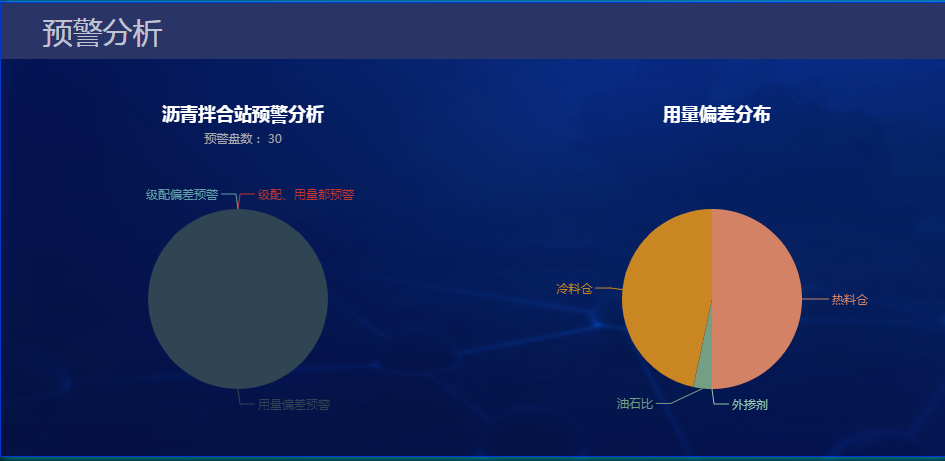 预警分析
沥青拌合站预警分析
预警盘数： 30
级配偏差预警
级配、用量都预警
用量偏差预警
用量偏差分布
冷料仓
热料仓
油石比
外掺剂